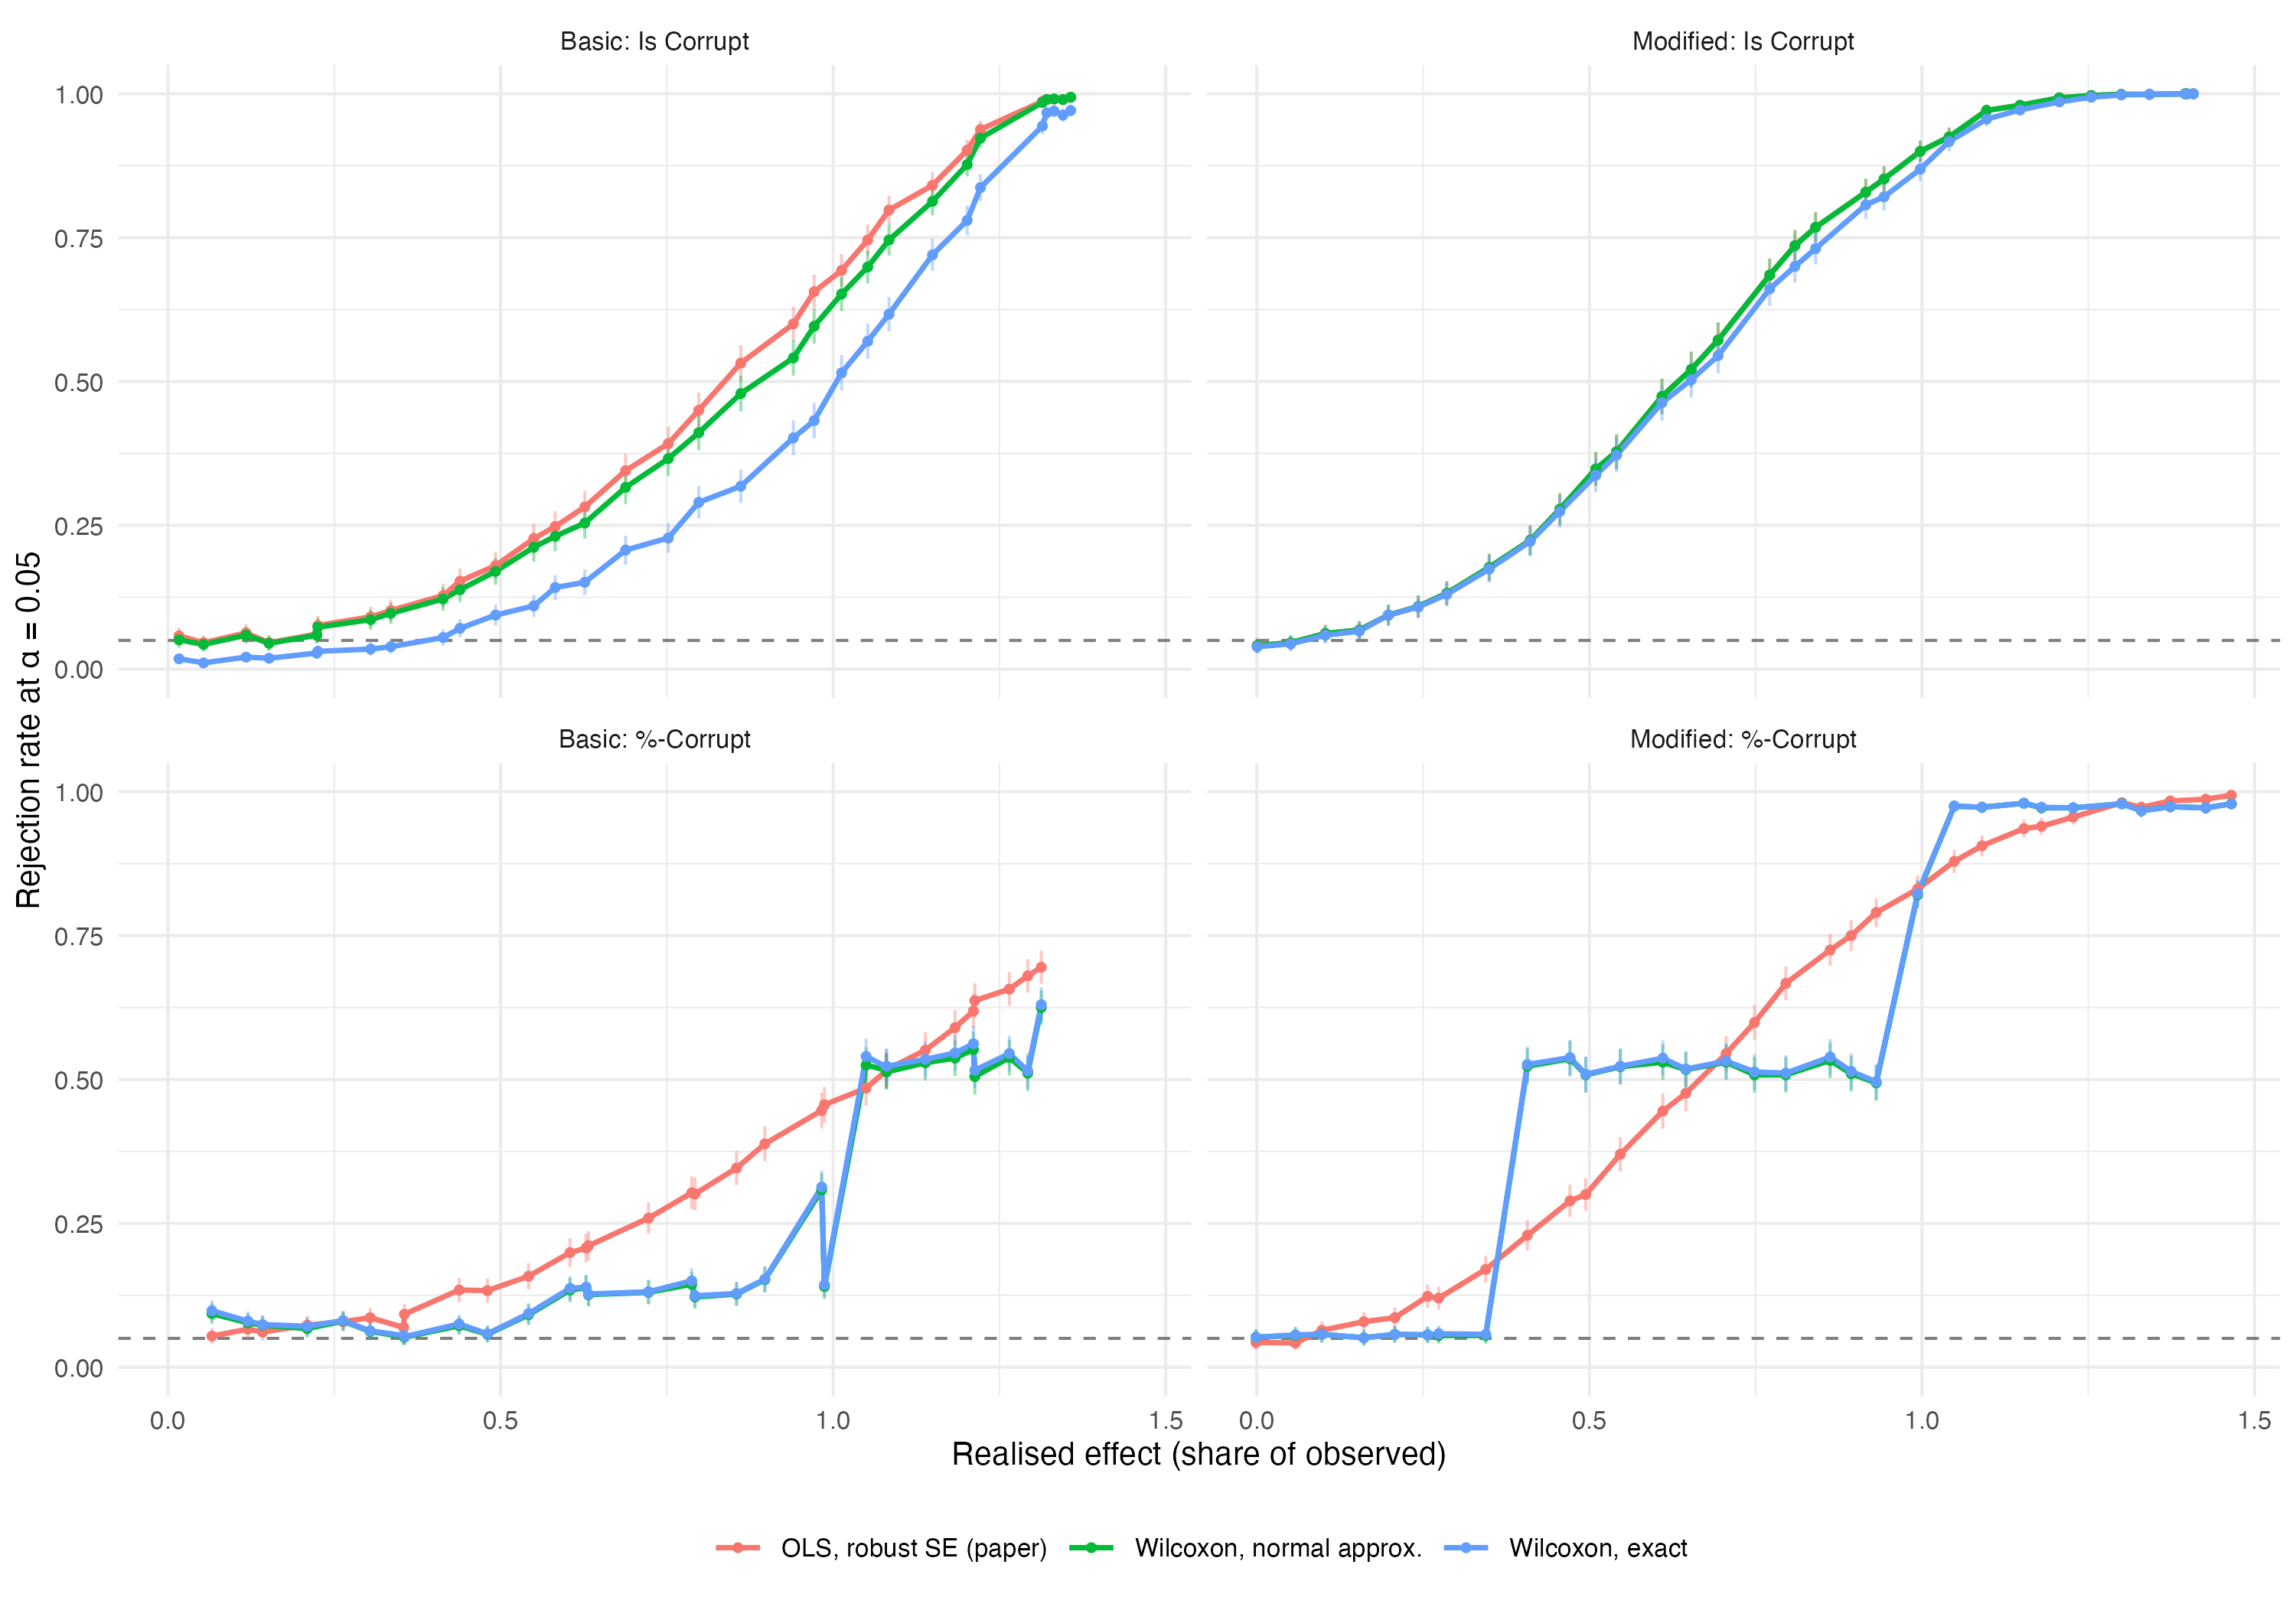 Basic: Is Corrupt
Modified: Is Corrupt
1.00
0.75
0.50
0.25
0.00
Rejection rate at α = 0.05
Basic: %-Corrupt
Modified: %-Corrupt
1.00
0.75
0.50
0.25
0.00
0.0 0.5 1.0 1.5 0.0 0.5 1.0 1.5
Realised effect (share of observed)
OLS, robust SE (paper) Wilcoxon, normal approx. Wilcoxon, exact